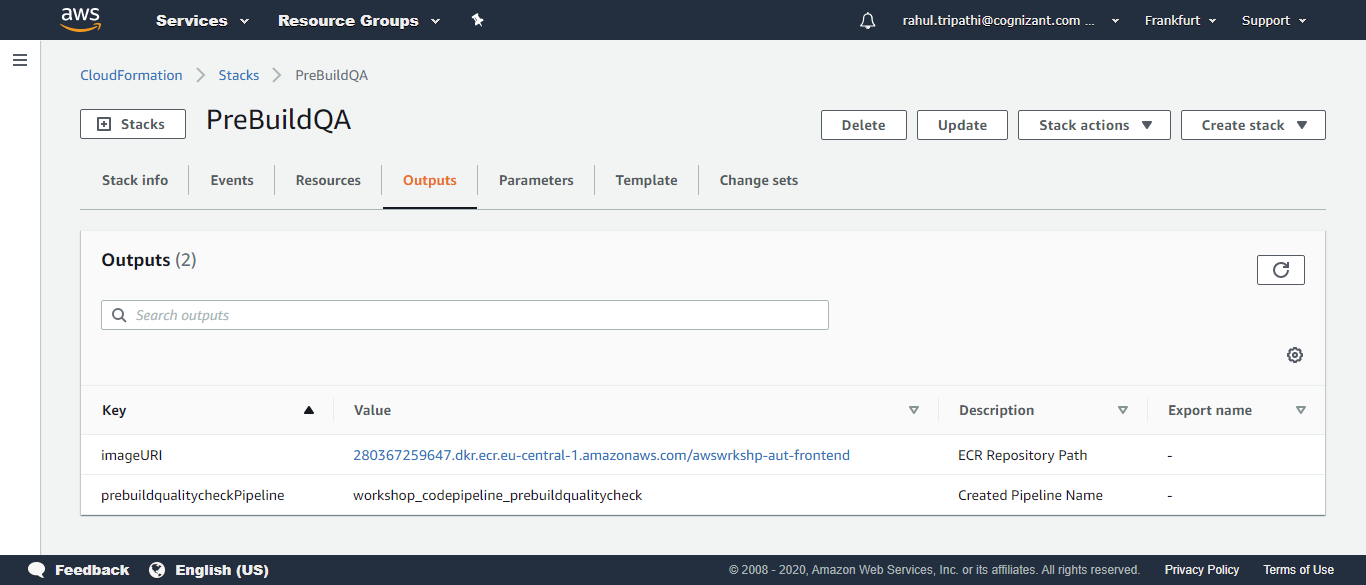 aws Services Resource Groups rahul.tripathi@cognizant.com ... Frankfurt Support
CloudFormation Stacks PreBuildQA
Stacks PreBuildQA Delete Update Stack actions Create stack
Stack info Events Resources Outputs Parameters Template Change sets
Outputs (2)
Search outputs
Key Value Description Export name
imageURI 280367259647.dkr.ecr.eu-central-1.amazonaws.com/awswrkshp-aut-frontend ECR Repository Path -
prebuildqualitycheckPipeline workshop_codepipeline_prebuildqualitycheck Created Pipeline Name -
Feedback English (US) © 2008 - 2020, Amazon Web Services, Inc. or its affiliates. All rights reserved. Privacy Policy Terms of Use